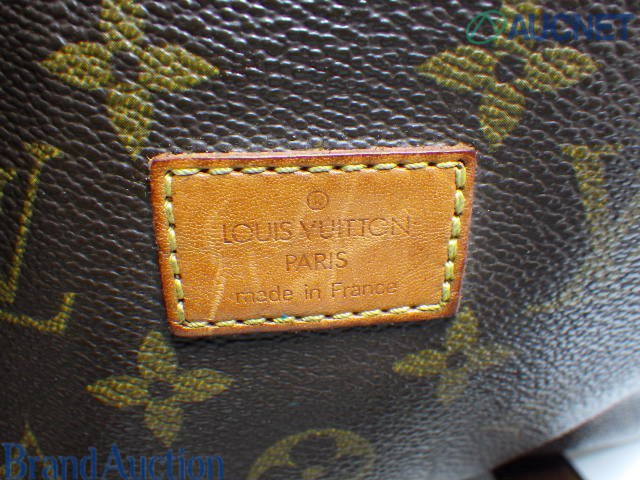 AUCNET
®
LOUIS VUITTON
PARIS
made in France
Brand Auction